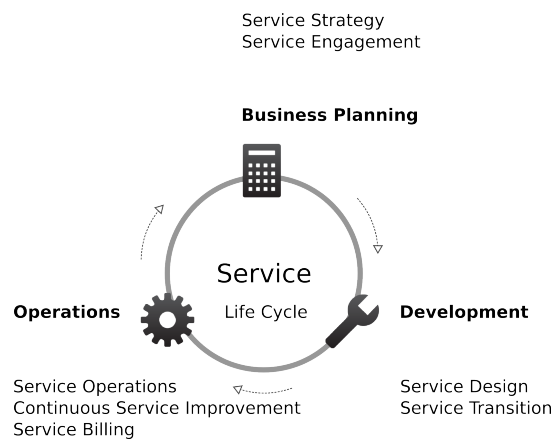 Service Strategy
Service Engagement
Business Planning
Service
Life Cycle
Operations
Development
Service Operations
Continuous Service Improvement
Service Billing
Service Design
Service Transition